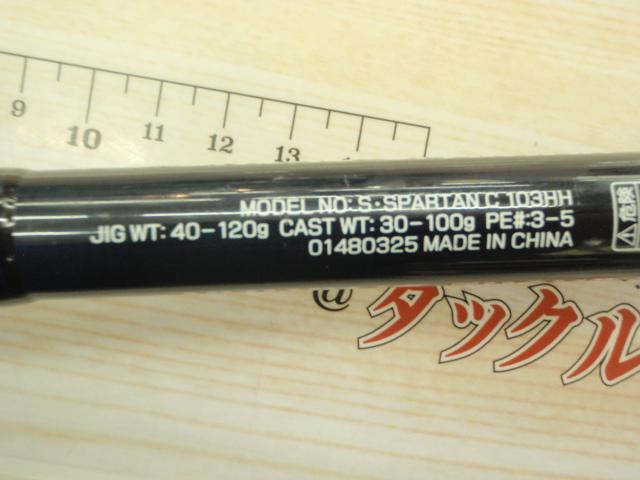 9 10 11 12 13
MODEL NO.: S・SPARTAN C 103HH
JIG WT: 40-120g CAST WT: 30-100g PE#:3-5
01480325 MADE IN CHINA
危険
@タックル